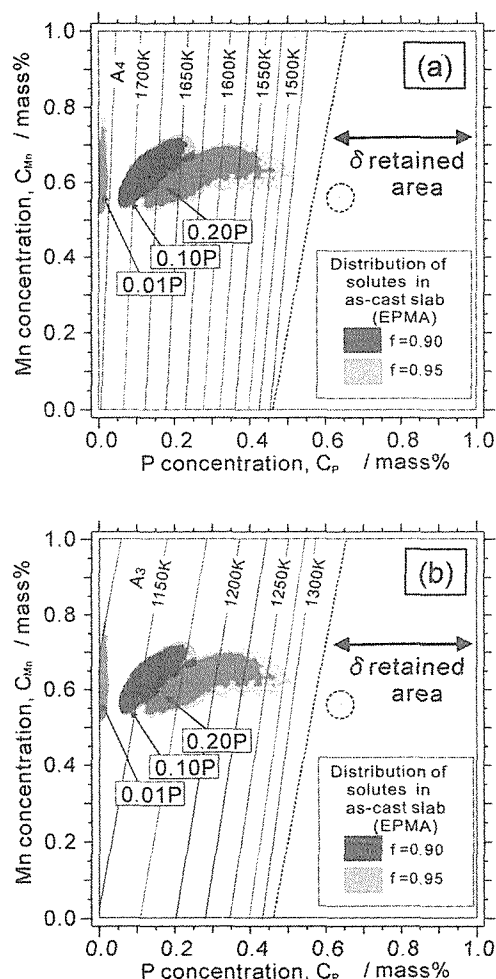 (a)
A₄
1700K
1650K
1600K
1550K
1500K
δ retained
area
0.20P
0.10P
0.01P
Distribution of
solutes in
as-cast slab
(EPMA)
f=0.90
f=0.95
Mn concentration, C_Mn / mass%
1.0
0.8
0.6
0.4
0.2
0.0
0.0 0.2 0.4 0.6 0.8 1.0
P concentration, C_P / mass%
(b)
A₃
1150K
1200K
1250K
1300K
δ retained
area
0.20P
0.10P
0.01P
Distribution of
solutes in
as-cast slab
(EPMA)
f=0.90
f=0.95
Mn concentration, C_Mn / mass%
1.0
0.8
0.6
0.4
0.2
0.0
0.0 0.2 0.4 0.6 0.8 1.0
P concentration, C_P / mass%